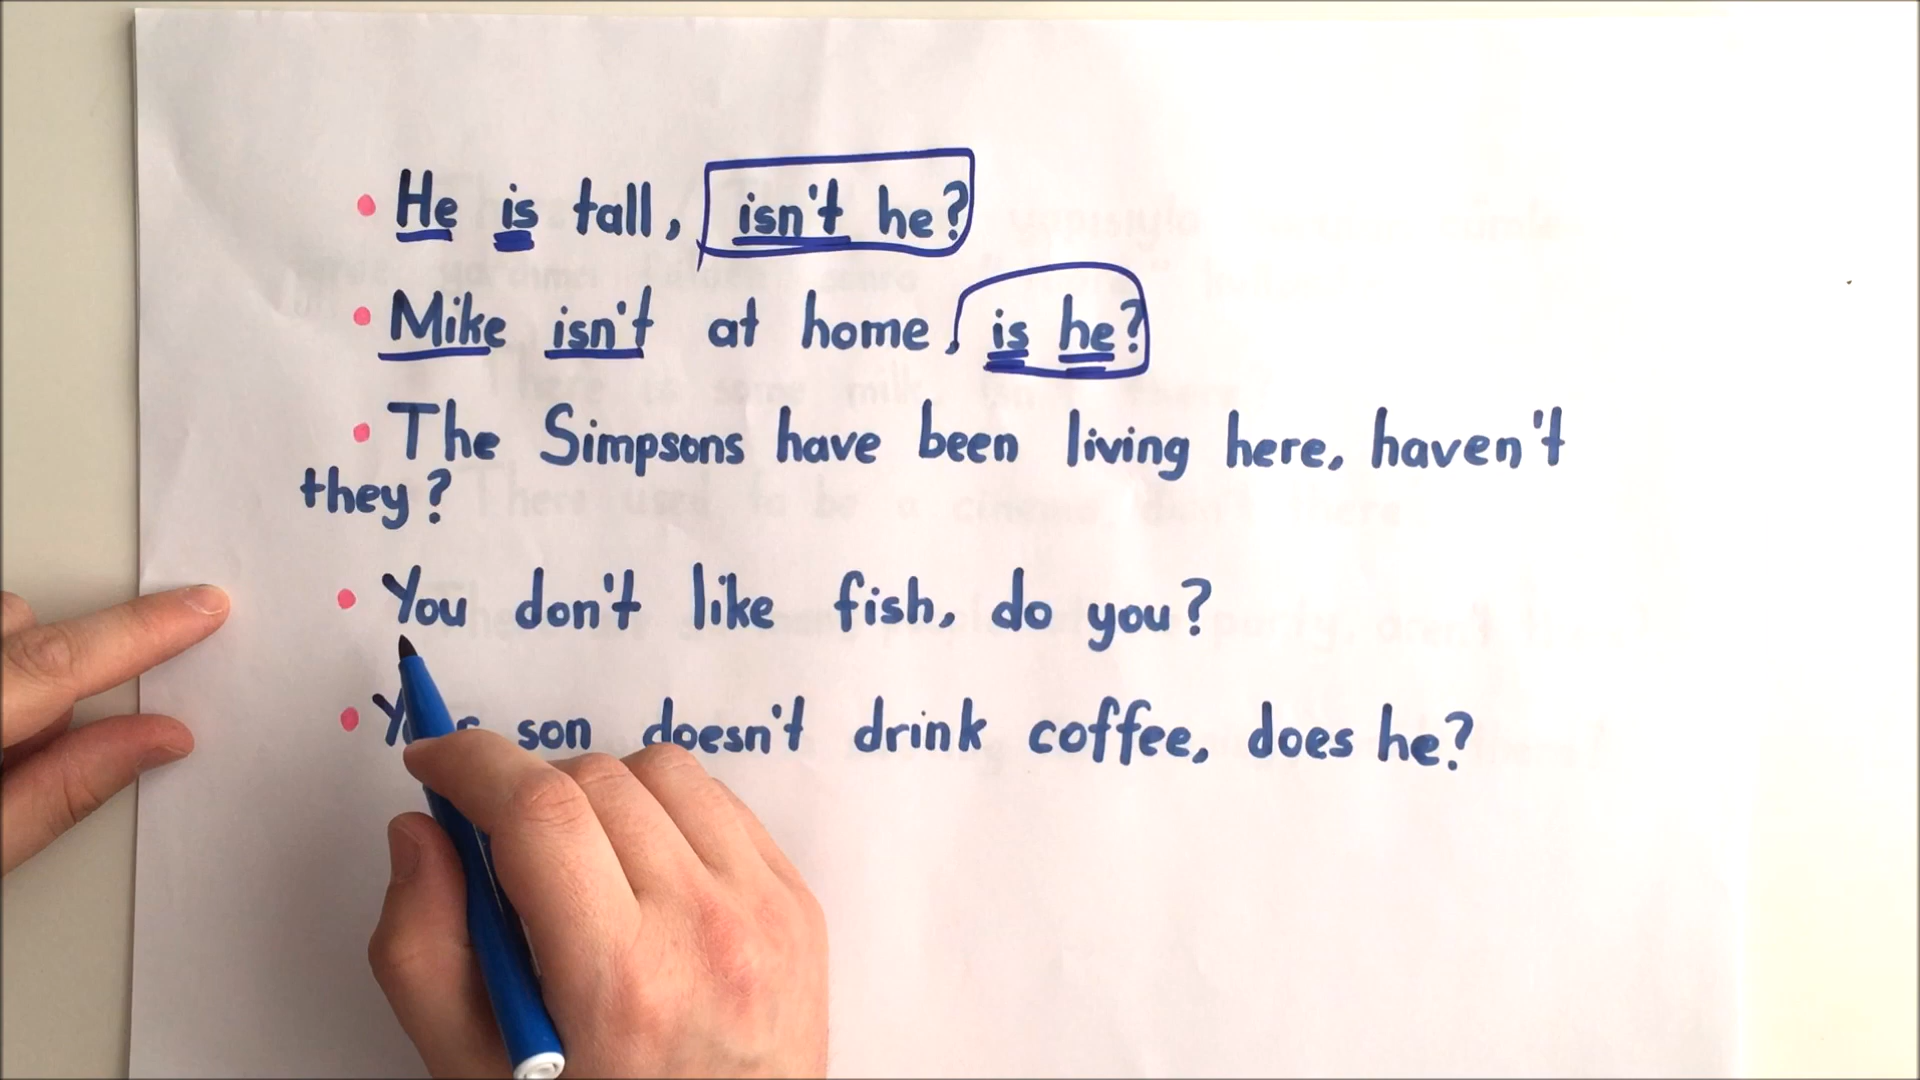 • He is tall, isn't he?
• Mike isn't at home, is he?
• The Simpsons have been living here, haven't
they?
• You don't like fish, do you?
• son doesn't drink coffee, does he?